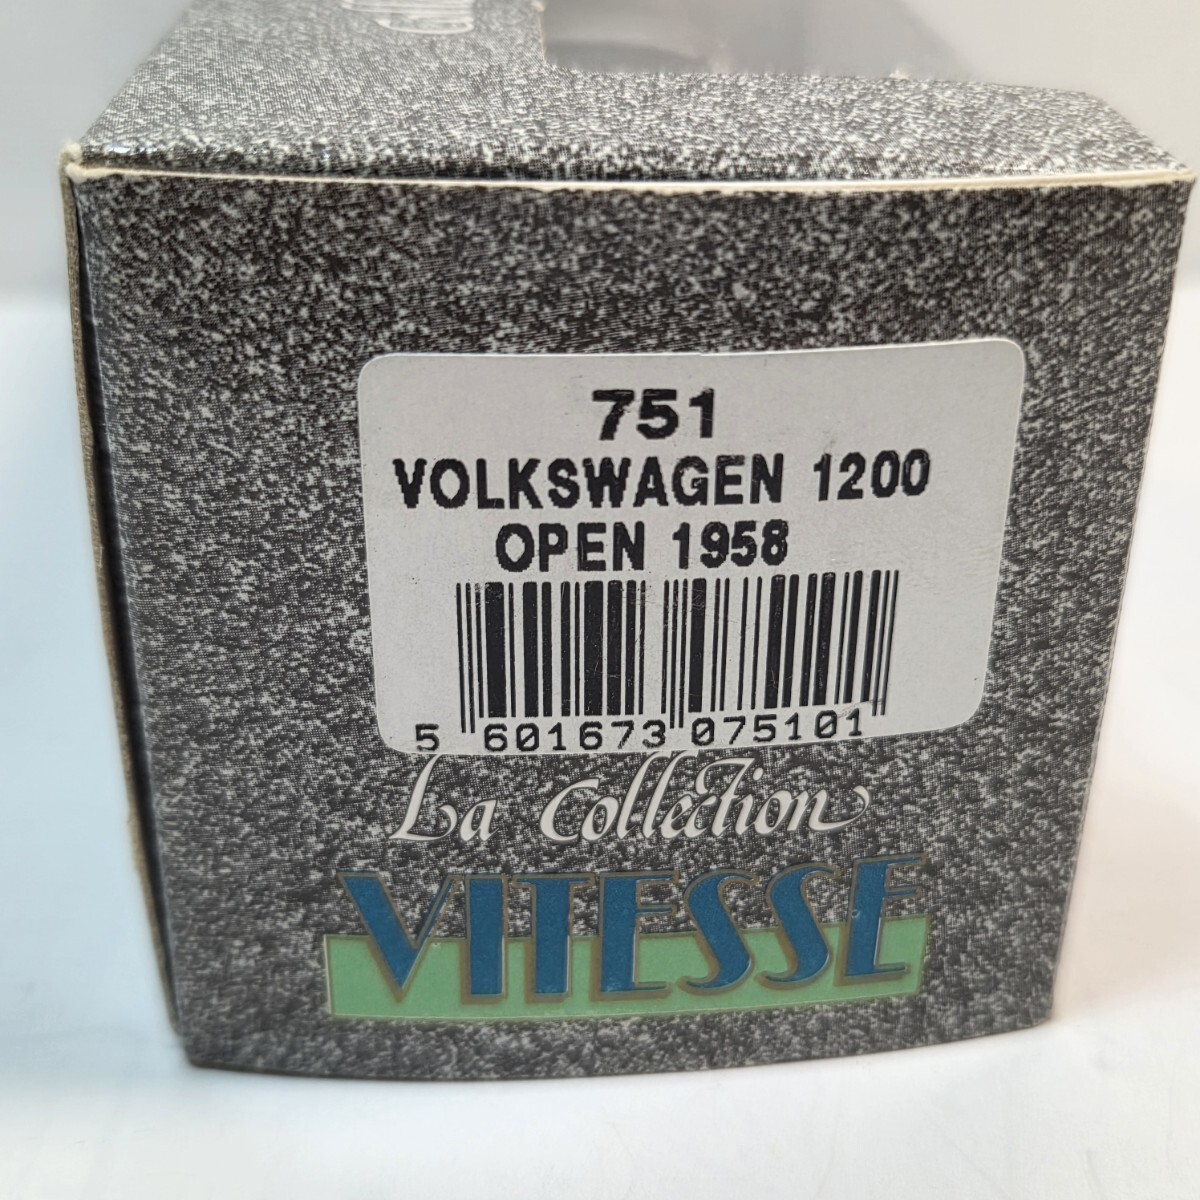 751
VOLKSWAGEN 1200
OPEN 1958
5 601673 075101
La Collection
VITESSE